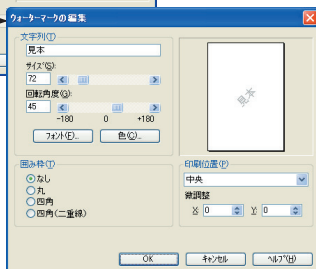 ウォーターマークの編集
文字列(T)
見本
サイズ(S):
72
回転角度(G):
45
-180 0 +180
フォント(F)... 色(C)...
囲み枠(T)
なし
丸
四角
四角(二重線)
見本
印刷位置(P)
中央
微調整
X 0 Y 0
OK キャンセル ヘルプ(H)